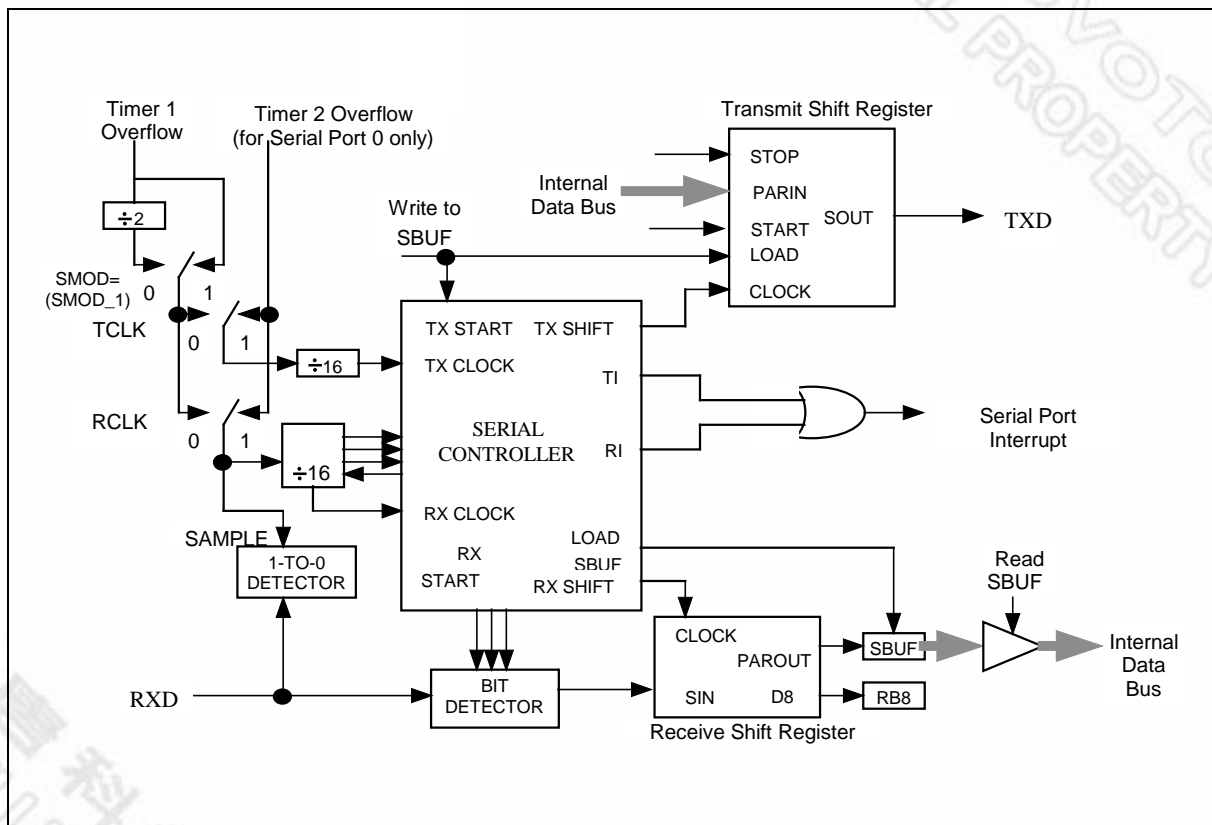 Timer 1
Overflow
Timer 2 Overflow
(for Serial Port 0 only)
÷2
SMOD=
(SMOD_1)
0
1
TCLK
0
1
÷16
RCLK
0
1
÷16
SAMPLE
1-TO-0
DETECTOR
RXD
Write to
SBUF
TX START
TX SHIFT
TX CLOCK
TI
SERIAL
CONTROLLER
RI
RX CLOCK
LOAD
SBUF
RX
START
RX SHIFT
BIT
DETECTOR
Transmit Shift Register
Internal
Data Bus
STOP
PARIN
SOUT
START
LOAD
CLOCK
TXD
Serial Port
Interrupt
CLOCK
PAROUT
SIN
D8
Receive Shift Register
SBUF
RB8
Read
SBUF
Internal
Data
Bus
PROPERTY